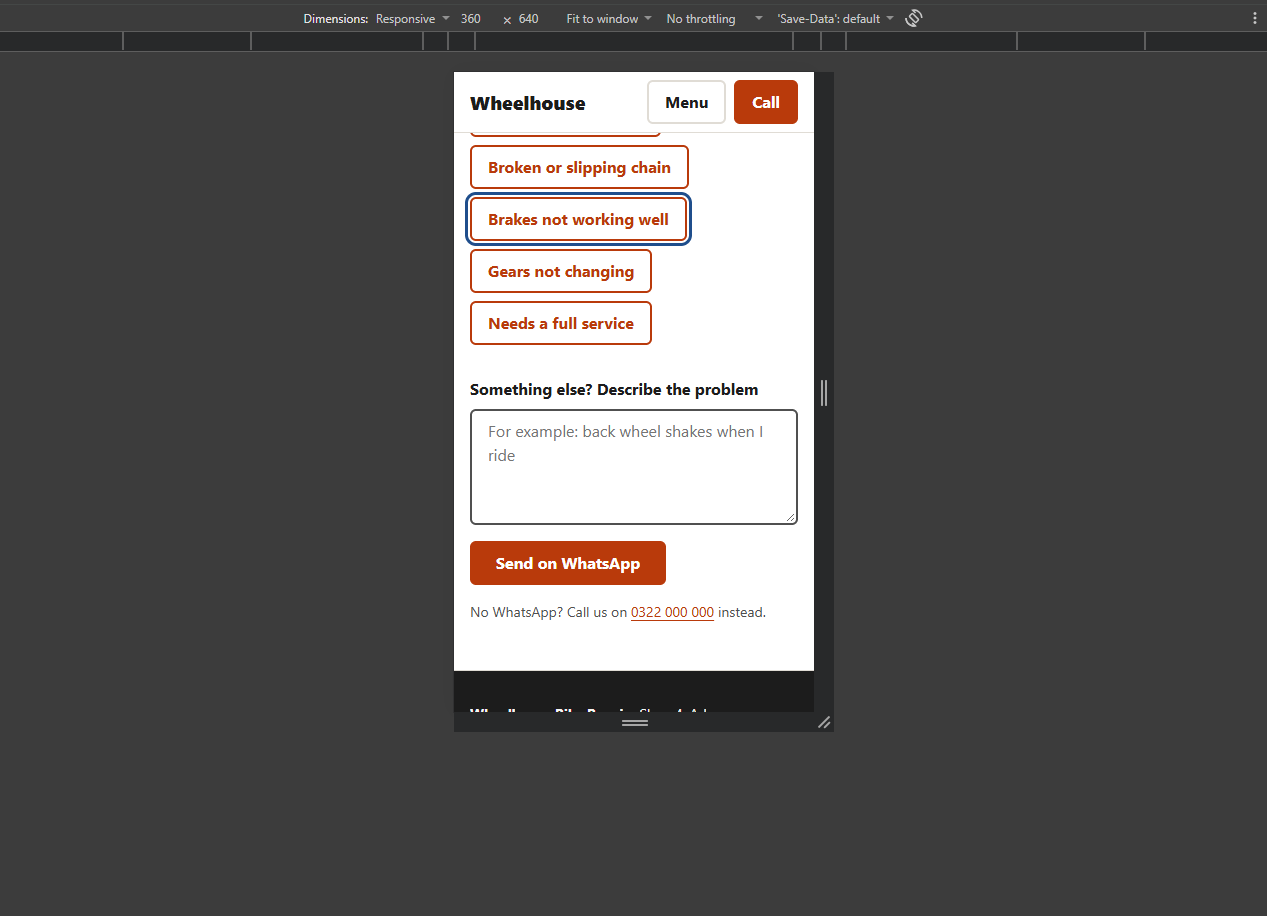 Dimensions: Responsive 360 × 640 Fit to window No throttling 'Save-Data': default
Wheelhouse Menu Call
Broken or slipping chain
Brakes not working well
Gears not changing
Needs a full service
Something else? Describe the problem
For example: back wheel shakes when I
ride
Send on WhatsApp
No WhatsApp? Call us on 0322 000 000 instead.